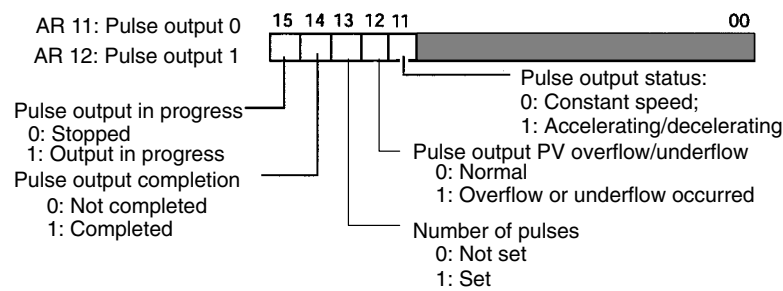 AR 11: Pulse output 0
AR 12: Pulse output 1
15 14 13 12 11 00
Pulse output status:
0: Constant speed;
1: Accelerating/decelerating
Pulse output in progress
0: Stopped
1: Output in progress
Pulse output PV overflow/underflow
0: Normal
1: Overflow or underflow occurred
Pulse output completion
0: Not completed
1: Completed
Number of pulses
0: Not set
1: Set